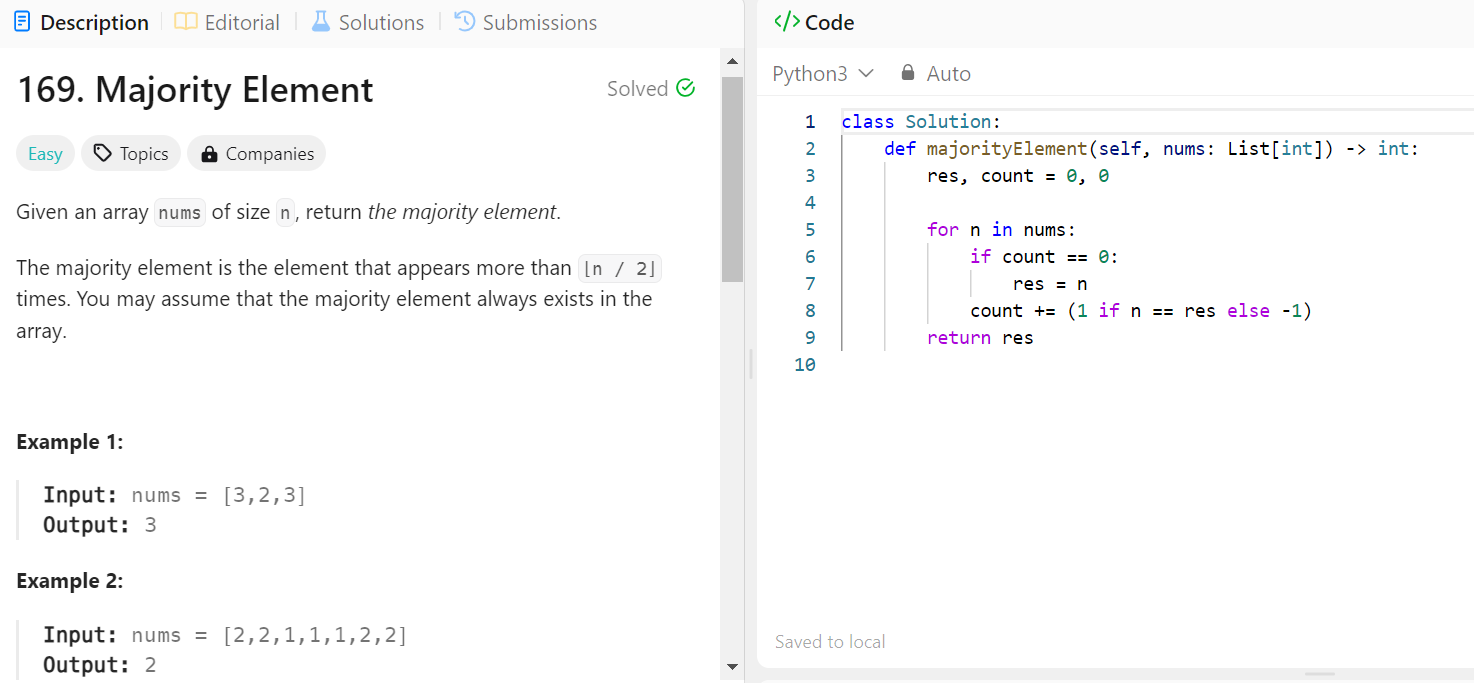 Description Editorial Solutions Submissions
169. Majority Element
Solved
Easy Topics Companies
Given an array nums of size n, return the majority element.
The majority element is the element that appears more than ⌊n / 2⌋
times. You may assume that the majority element always exists in the
array.
Example 1:
Input: nums = [3,2,3]
Output: 3
Example 2:
Input: nums = [2,2,1,1,1,2,2]
Output: 2
</> Code
Python3 Auto
1 class Solution:
2     def majorityElement(self, nums: List[int]) -> int:
3         res, count = 0, 0
4
5         for n in nums:
6             if count == 0:
7                 res = n
8             count += (1 if n == res else -1)
9         return res
10
Saved to local